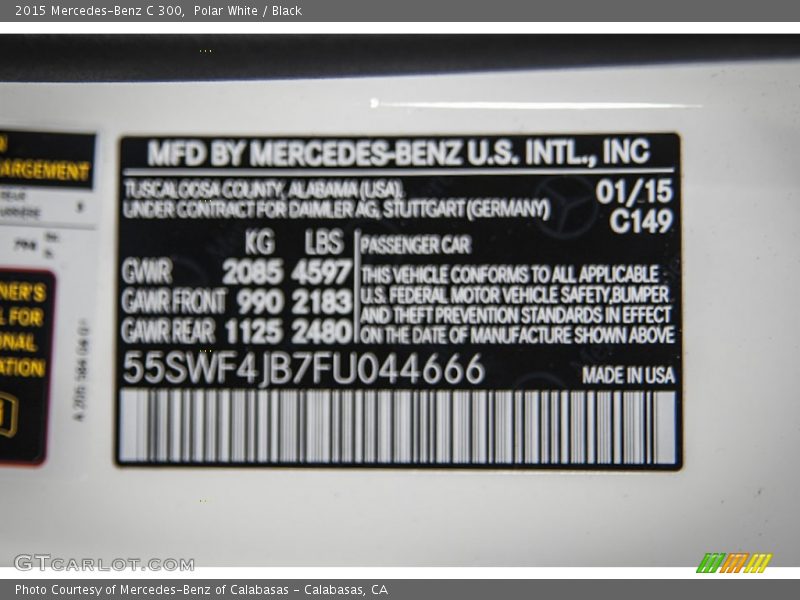 2015 Mercedes-Benz C 300, Polar White / Black
MFD BY MERCEDES-BENZ U.S. INTL., INC
TUSCALOOSA COUNTY, ALABAMA (USA)
UNDER CONTRACT FOR DAIMLER AG, STUTTGART (GERMANY)
01/15
C149
KG LBS
GWR 2085 4597
GAWR FRONT 990 2183
GAWR REAR 1125 2480
PASSENGER CAR
THIS VEHICLE CONFORMS TO ALL APPLICABLE
U.S. FEDERAL MOTOR VEHICLE SAFETY,BUMPER
AND THEFT PREVENTION STANDARDS IN EFFECT
ON THE DATE OF MANUFACTURE SHOWN ABOVE
55SWF4JB7FU044666
MADE IN USA
ARGEMENT
NER'S
L FOR
ONAL
ATION
GTCARLOT.COM
Photo Courtesy of Mercedes-Benz of Calabasas - Calabasas, CA